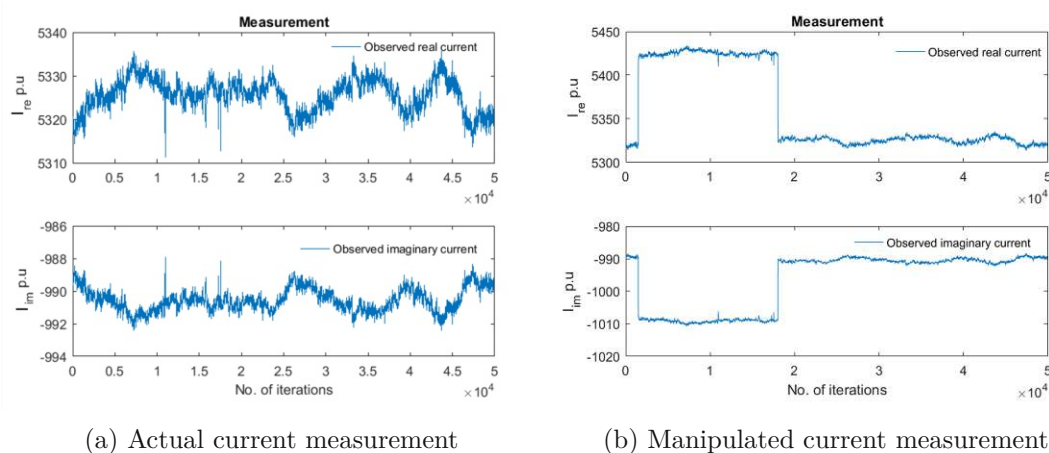 Measurement
5340
5330
5320
5310
I_re p.u
Observed real current
0 0.5 1 1.5 2 2.5 3 3.5 4 4.5 5
×10^4
-986
-988
-990
-992
-994
I_im p.u
Observed imaginary current
0 0.5 1 1.5 2 2.5 3 3.5 4 4.5 5
No. of iterations
×10^4
(a) Actual current measurement
Measurement
5450
5400
5350
5300
I_re p.u
Observed real current
0 1 2 3 4 5
×10^4
-980
-990
-1000
-1010
-1020
I_im p.u
Observed imaginary current
0 1 2 3 4 5
No. of iterations
×10^4
(b) Manipulated current measurement